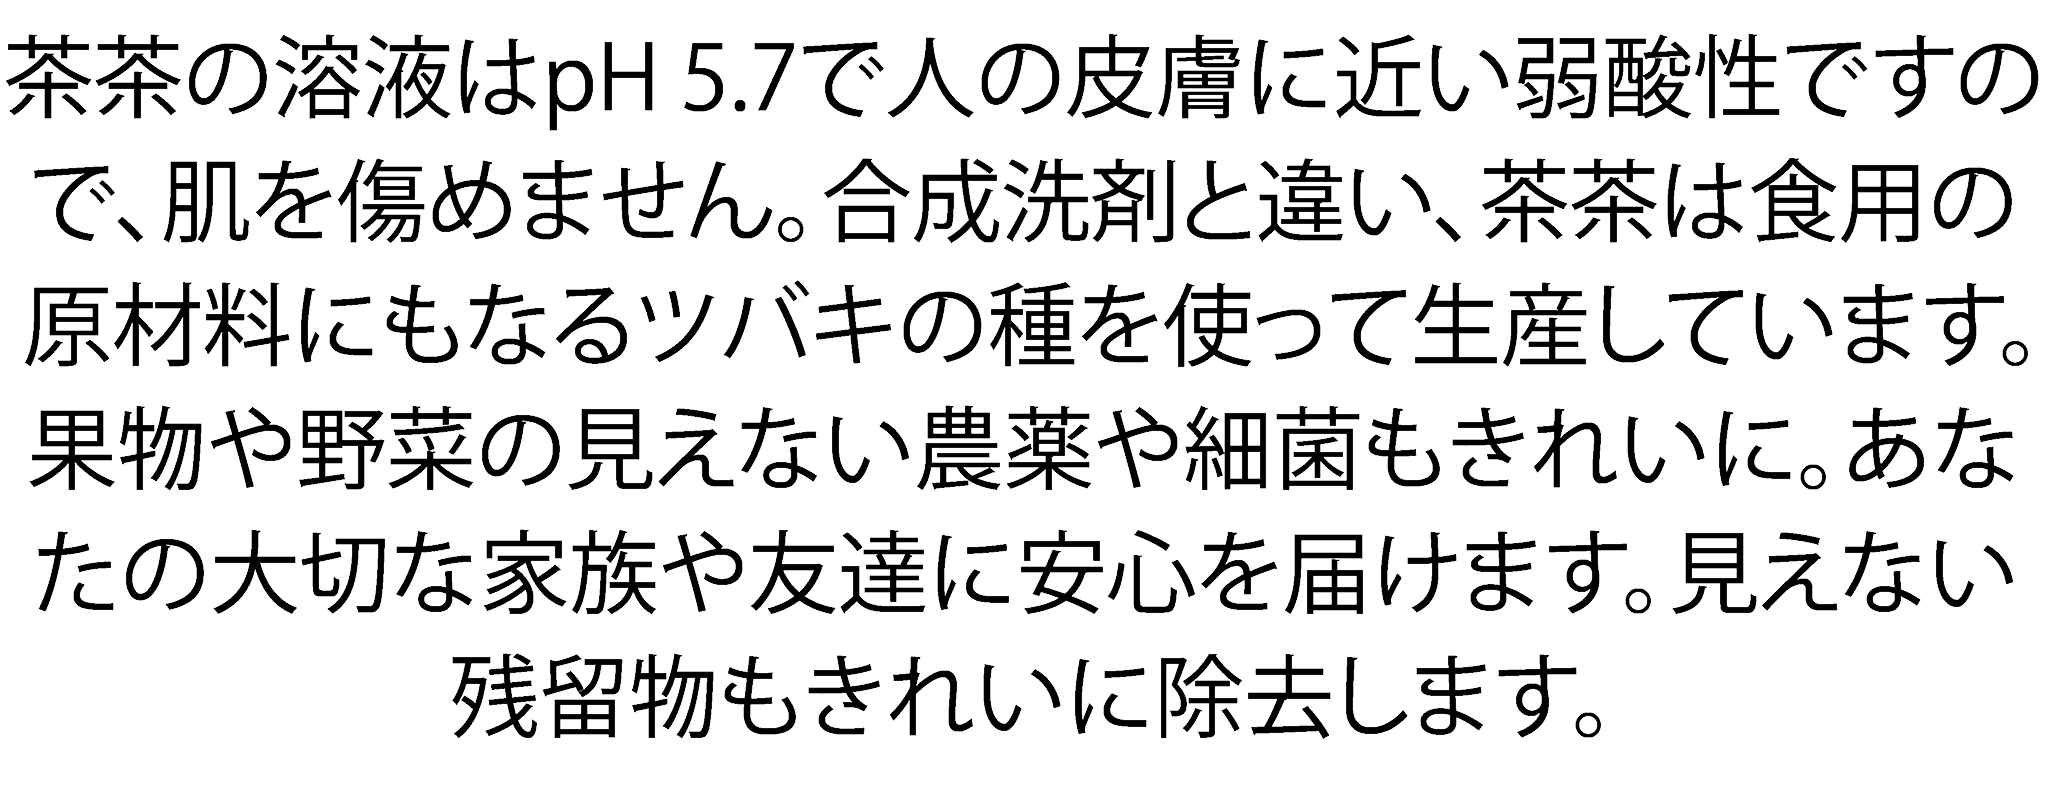 茶茶の溶液はpH 5.7で人の皮膚に近い弱酸性ですの
で、肌を傷めません。合成洗剤と違い、茶茶は食用の
原材料にもなるツバキの種を使って生産しています。
果物や野菜の見えない農薬や細菌もきれいに。あな
たの大切な家族や友達に安心を届けます。見えない
残留物もきれいに除去します。